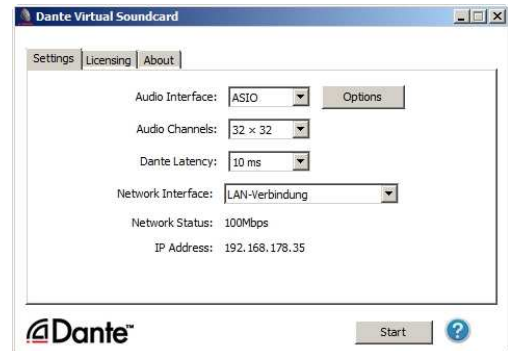 Dante Virtual Soundcard
Settings Licensing About
Audio Interface: ASIO Options
Audio Channels: 32 × 32
Dante Latency: 10 ms
Network Interface: LAN-Verbindung
Network Status: 100Mbps
IP Address: 192.168.178.35
Dante™ Start ?